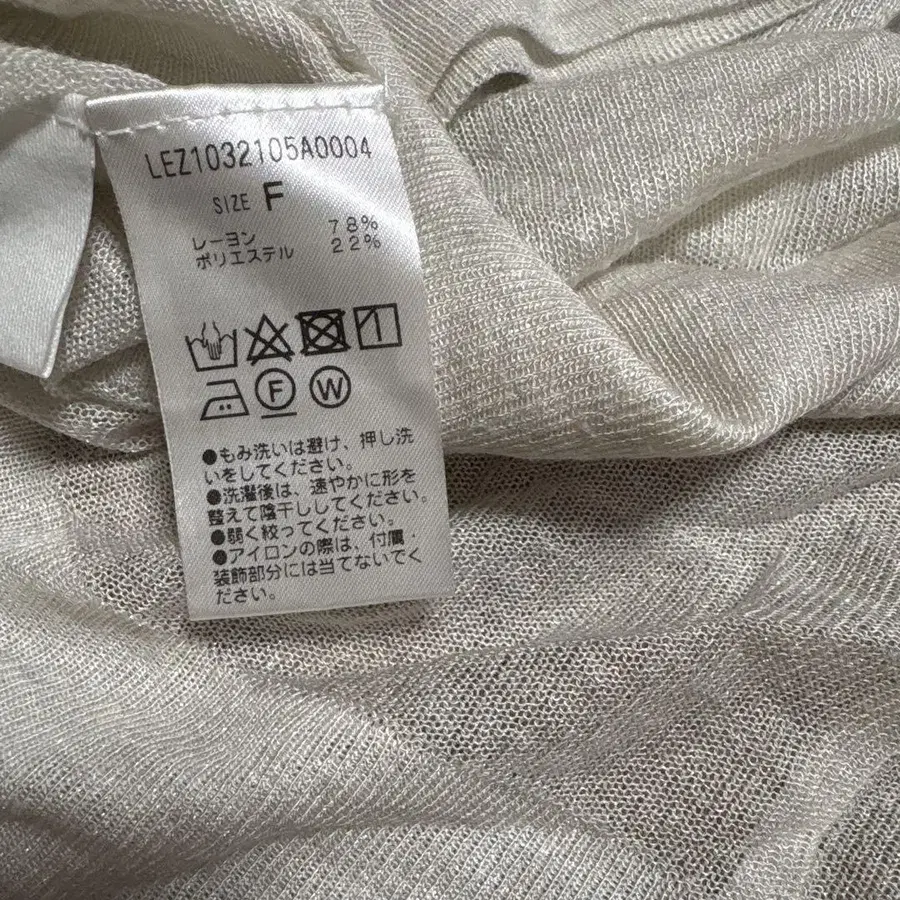 LEZ1032105A0004
SIZE F
レーヨン 78%
ポリエステル 22%
F W
●もみ洗いは避け、押し洗
いをしてください。
●洗濯後は、速やかに形を
整えて陰干ししてください。
●弱く絞ってください。
●アイロンの際は、付属・
装飾部分には当てないでく
ださい。